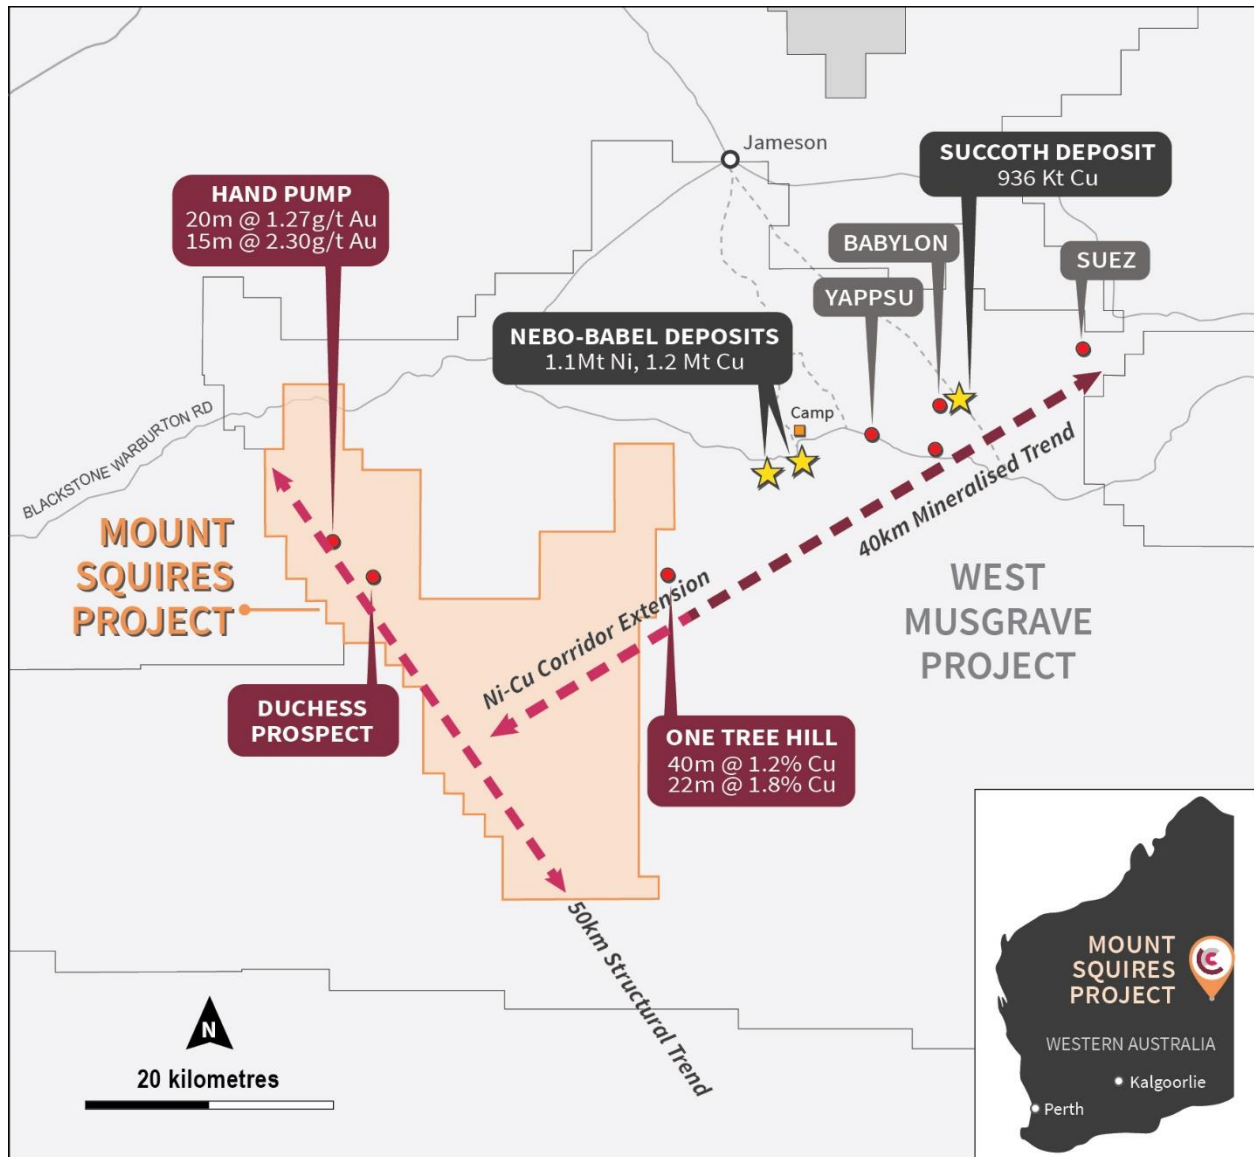 Jameson
SUCCOTH DEPOSIT
936 Kt Cu
HAND PUMP
20m @ 1.27g/t Au
15m @ 2.30g/t Au
BABYLON
SUEZ
YAPPSU
NEBO-BABEL DEPOSITS
1.1Mt Ni, 1.2 Mt Cu
Camp
BLACKSTONE WARBURTON RD
40km Mineralised Trend
MOUNT
SQUIRES
PROJECT
Ni-Cu Corridor Extension
WEST
MUSGRAVE
PROJECT
DUCHESS
PROSPECT
ONE TREE HILL
40m @ 1.2% Cu
22m @ 1.8% Cu
50km Structural Trend
N
20 kilometres
MOUNT
SQUIRES
PROJECT
WESTERN AUSTRALIA
Kalgoorlie
Perth